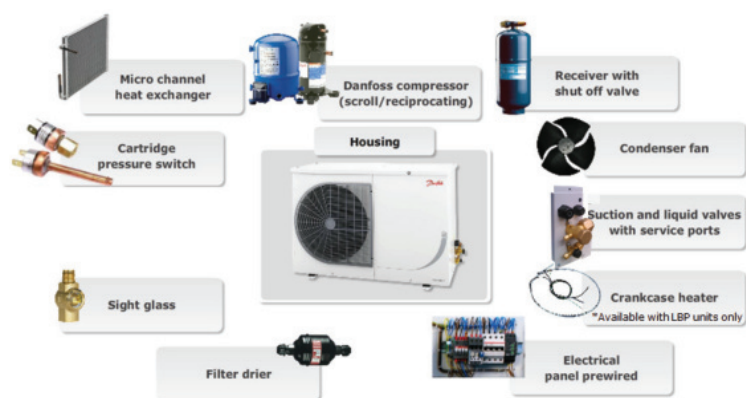 Micro channel
heat exchanger
Danfoss compressor
(scroll/reciprocating)
Receiver with
shut off valve
Cartridge
pressure switch
Housing
Condenser fan
Danfoss
Suction and liquid valves
with service ports
Sight glass
Crankcase heater
*Available with LBP units only
Filter drier
Electrical
panel prewired